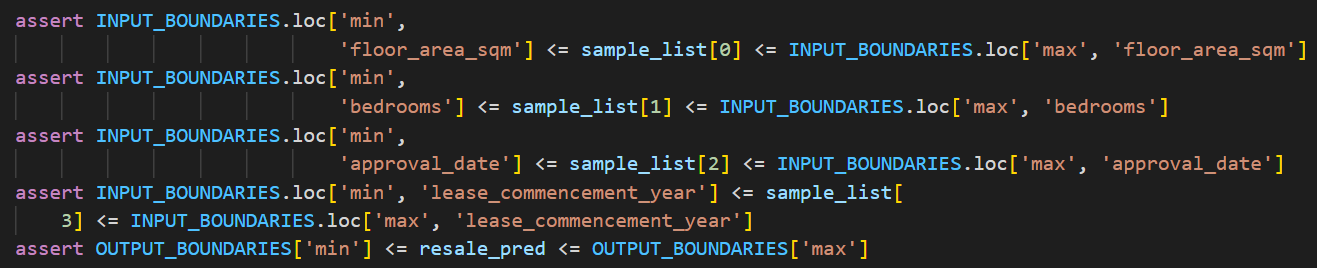 assert INPUT_BOUNDARIES.loc['min',
'floor_area_sqm'] <= sample_list[0] <= INPUT_BOUNDARIES.loc['max', 'floor_area_sqm']
assert INPUT_BOUNDARIES.loc['min',
'bedrooms'] <= sample_list[1] <= INPUT_BOUNDARIES.loc['max', 'bedrooms']
assert INPUT_BOUNDARIES.loc['min',
'approval_date'] <= sample_list[2] <= INPUT_BOUNDARIES.loc['max', 'approval_date']
assert INPUT_BOUNDARIES.loc['min', 'lease_commencement_year'] <= sample_list[
3] <= INPUT_BOUNDARIES.loc['max', 'lease_commencement_year']
assert OUTPUT_BOUNDARIES['min'] <= resale_pred <= OUTPUT_BOUNDARIES['max']